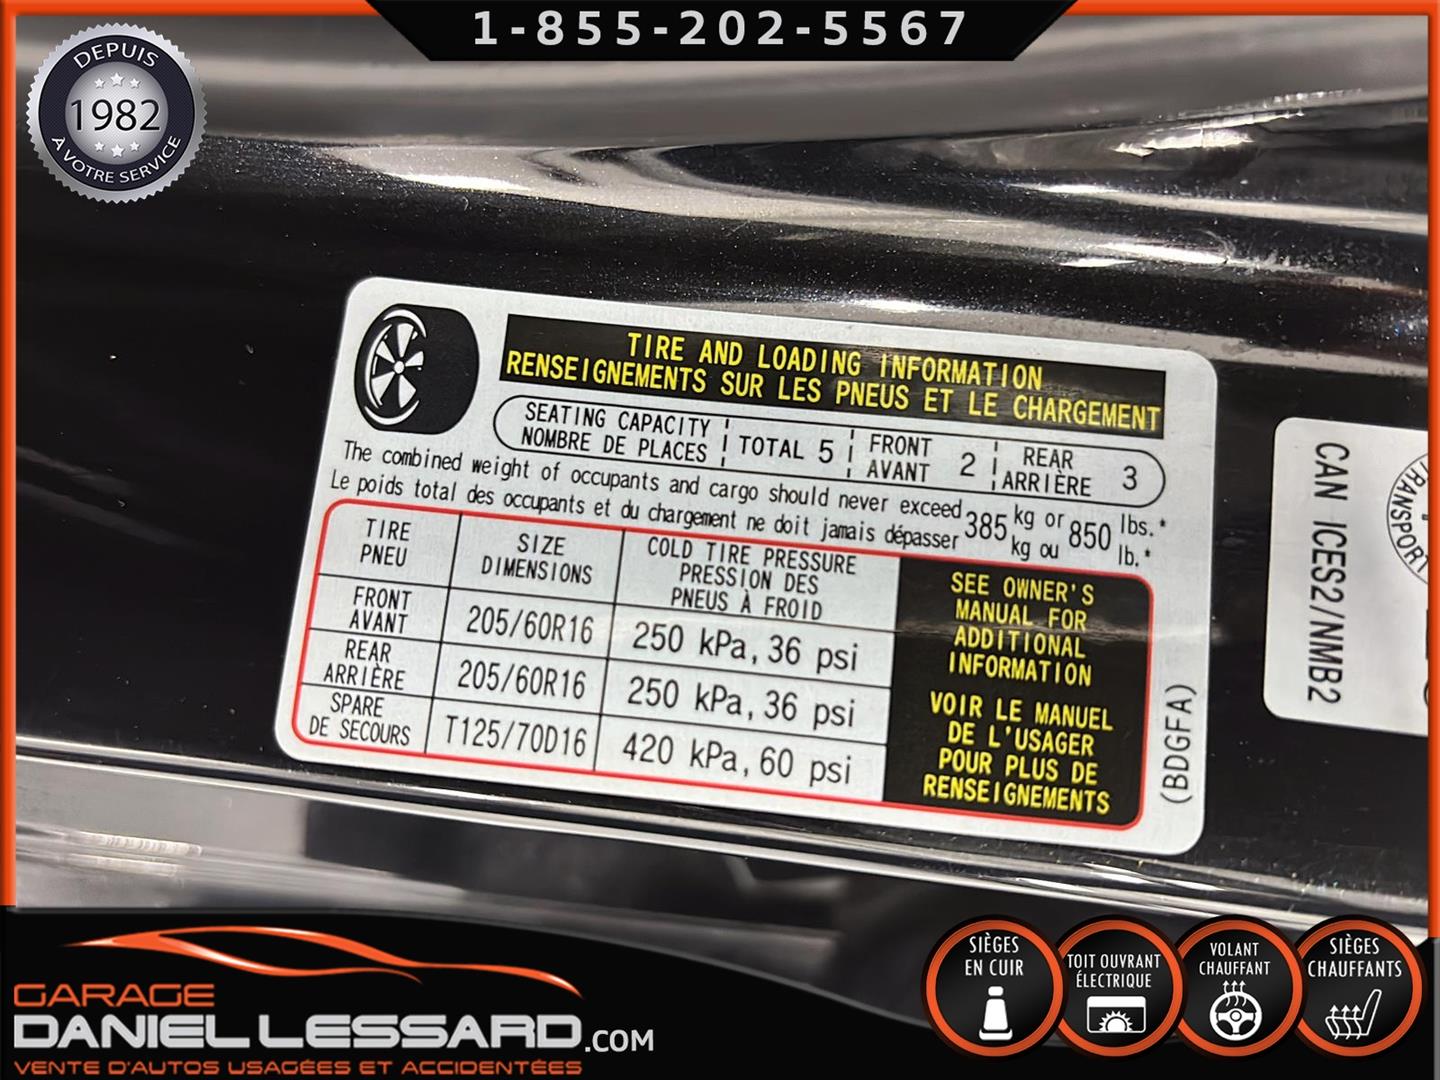 1-855-202-5567
DEPUIS
1982
À VOTRE SERVICE
TIRE AND LOADING INFORMATION
RENSEIGNEMENTS SUR LES PNEUS ET LE CHARGEMENT
SEATING CAPACITY
NOMBRE DE PLACES
TOTAL 5
FRONT
AVANT
2
REAR
ARRIÈRE
3
The combined weight of occupants and cargo should never exceed 385 kg or 850 lbs.*
Le poids total des occupants et du chargement ne doit jamais dépasser kg ou lb.*
TIRE
PNEU
SIZE
DIMENSIONS
COLD TIRE PRESSURE
PRESSION DES
PNEUS À FROID
FRONT
AVANT
205/60R16
250 kPa, 36 psi
REAR
ARRIÈRE
205/60R16
250 kPa, 36 psi
SPARE
DE SECOURS
T125/70D16
420 kPa, 60 psi
SEE OWNER'S
MANUAL FOR
ADDITIONAL
INFORMATION
VOIR LE MANUEL
DE L'USAGER
POUR PLUS DE
RENSEIGNEMENTS
(BDGFA)
CAN ICES2/NMB2
TRANSPORT
GARAGE
DANIEL LESSARD.COM
VENTE D'AUTOS USAGÉES ET ACCIDENTÉES
SIÈGES
EN CUIR
TOIT OUVRANT
ÉLECTRIQUE
VOLANT
CHAUFFANT
SIÈGES
CHAUFFANTS